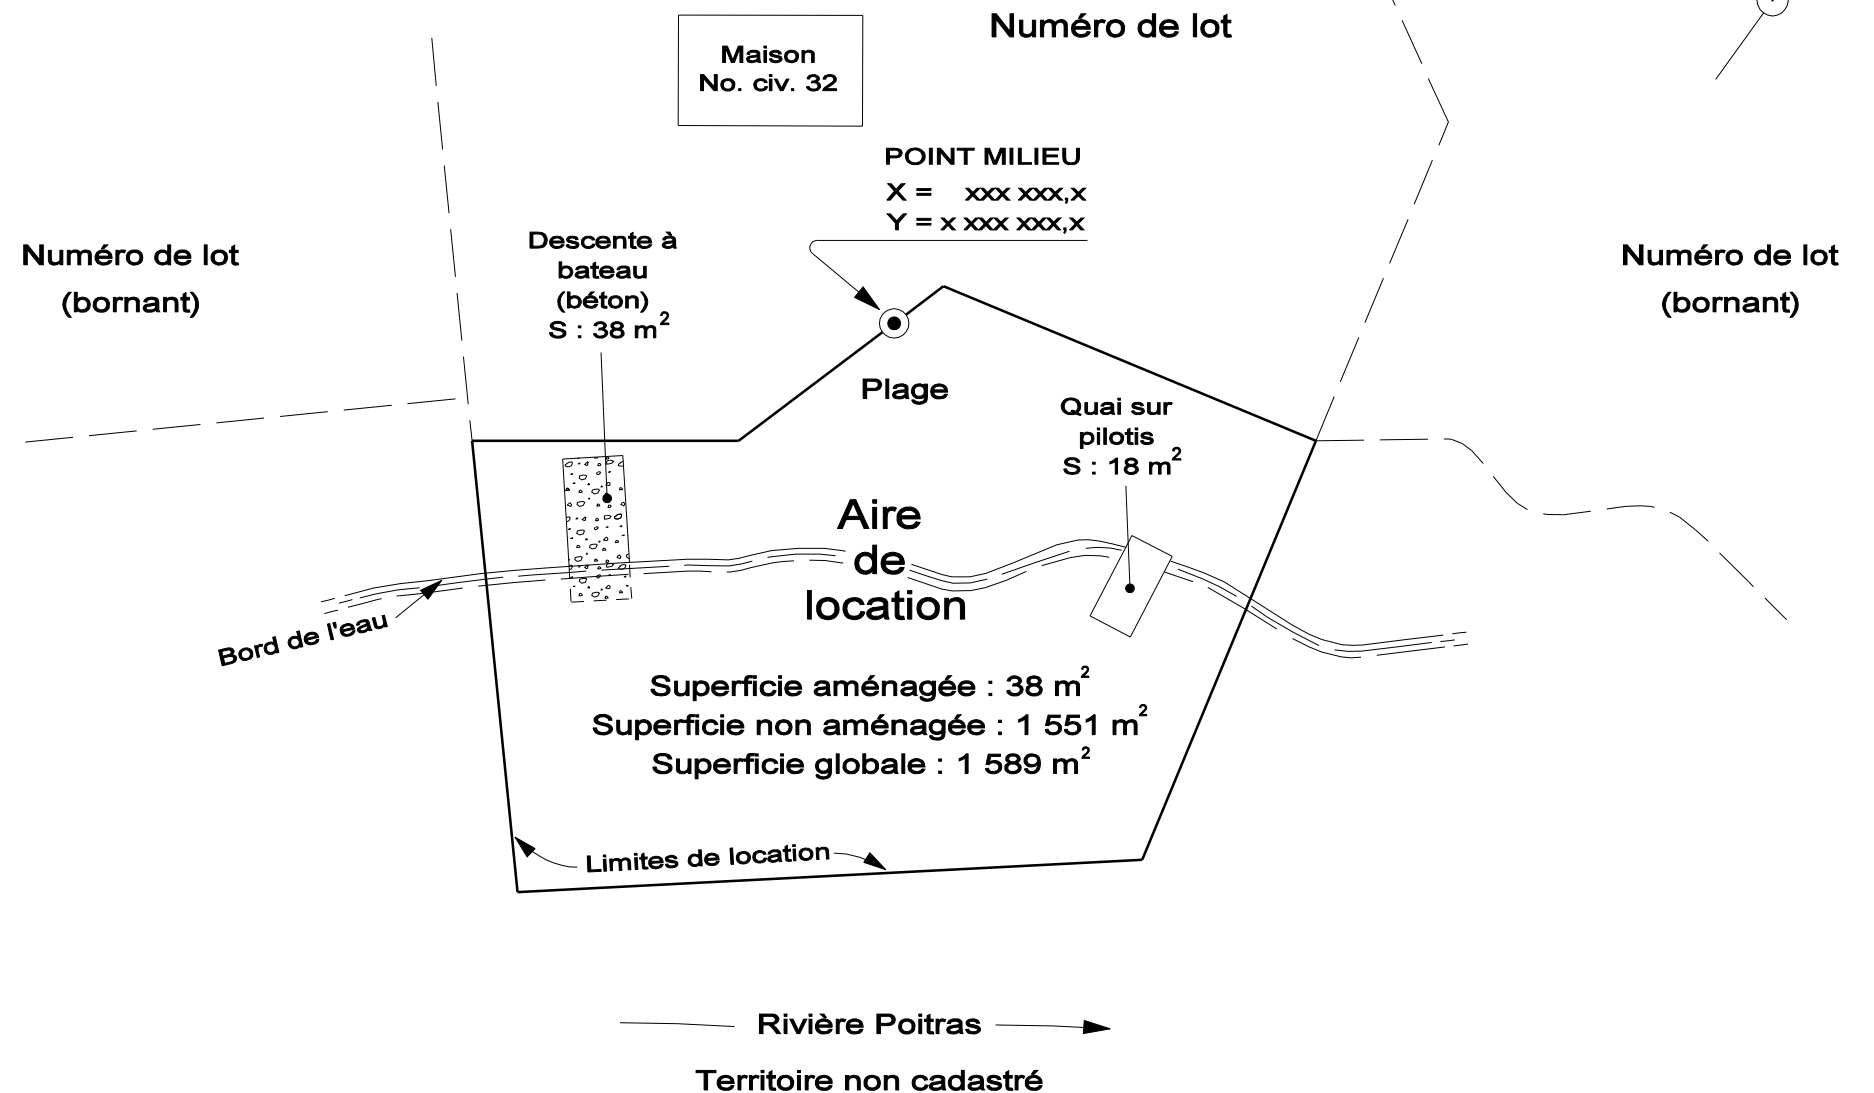 Numéro de lot
Maison
No. civ. 32
POINT MILIEU
X = xxx xxx,x
Y = x xxx xxx,x
Numéro de lot
(bornant)
Descente à
bateau
(béton)
S : 38 m²
Numéro de lot
(bornant)
Plage
Quai sur
pilotis
S : 18 m²
Aire
de
location
Bord de l'eau
Superficie aménagée : 38 m²
Superficie non aménagée : 1 551 m²
Superficie globale : 1 589 m²
Limites de location
Rivière Poitras
Territoire non cadastré